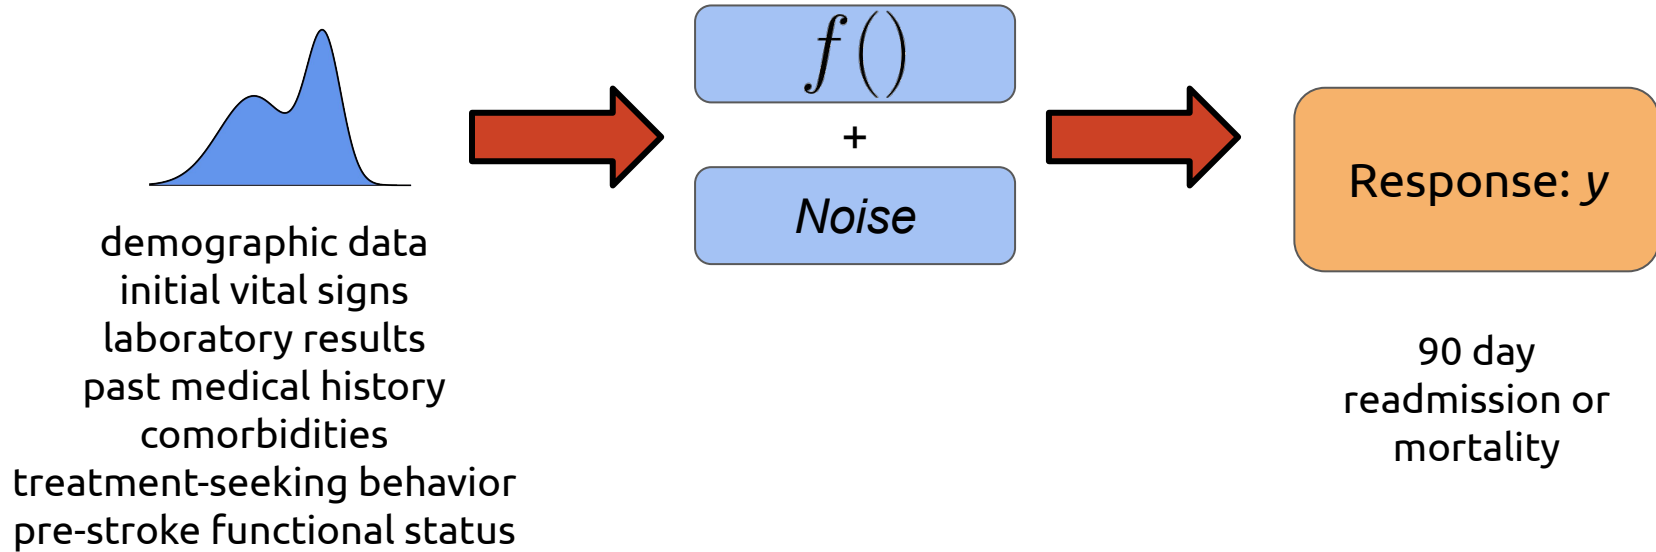 f()
+
Noise
Response: y
demographic data
initial vital signs
laboratory results
past medical history
comorbidities
treatment-seeking behavior
pre-stroke functional status
90 day
readmission or
mortality